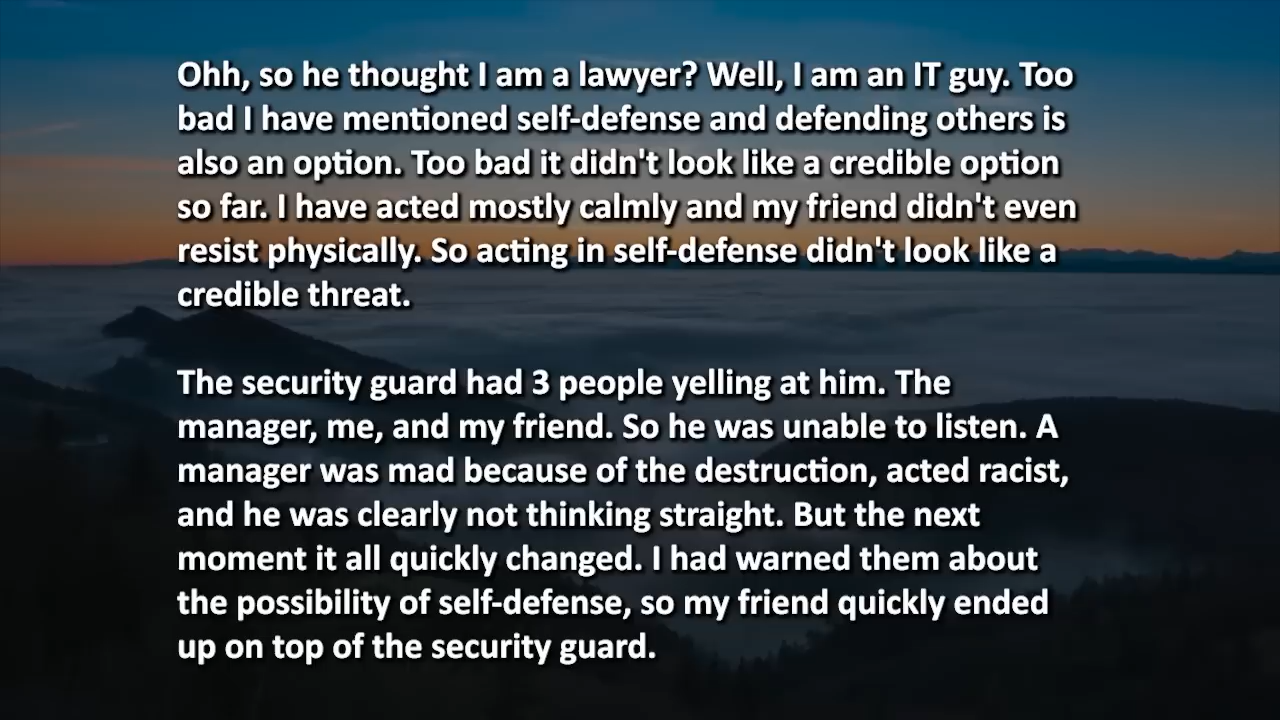 Ohh, so he thought I am a lawyer? Well, I am an IT guy. Too
bad I have mentioned self-defense and defending others is
also an option. Too bad it didn't look like a credible option
so far. I have acted mostly calmly and my friend didn't even
resist physically. So acting in self-defense didn't look like a
credible threat.
The security guard had 3 people yelling at him. The
manager, me, and my friend. So he was unable to listen. A
manager was mad because of the destruction, acted racist,
and he was clearly not thinking straight. But the next
moment it all quickly changed. I had warned them about
the possibility of self-defense, so my friend quickly ended
up on top of the security guard.